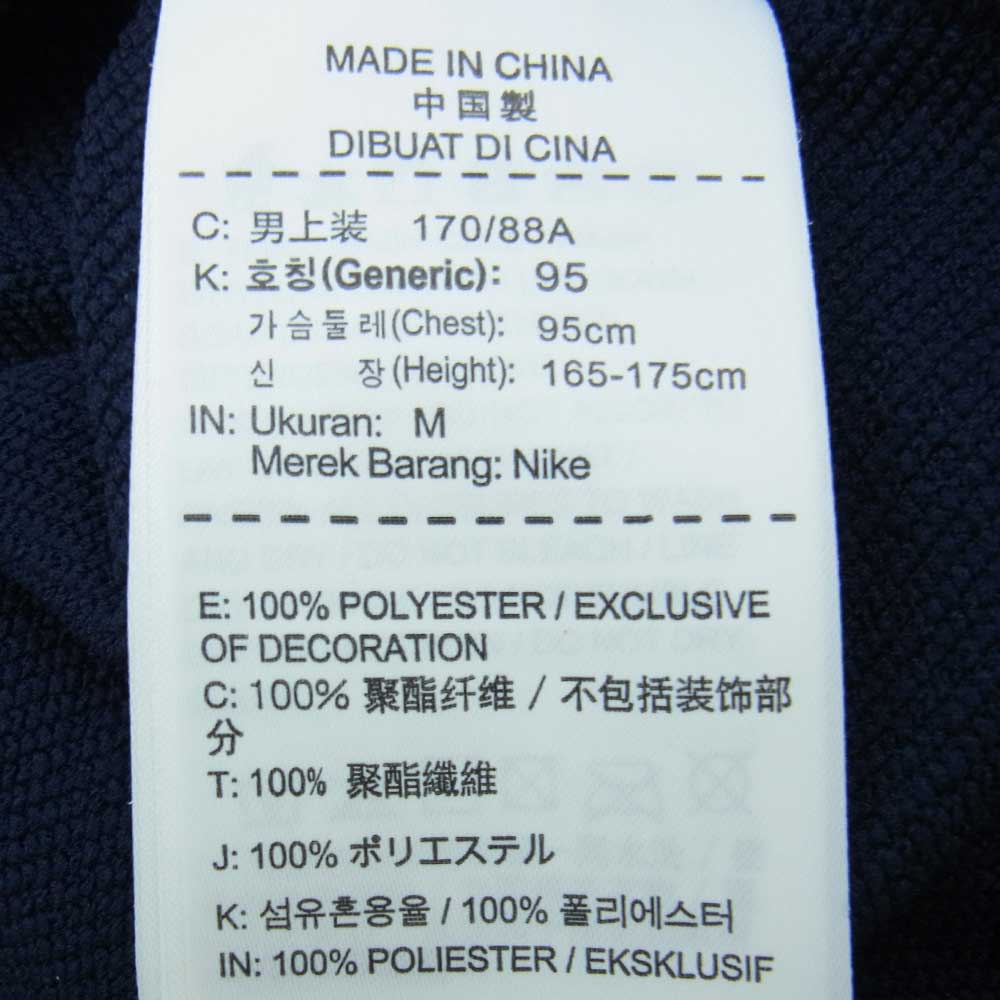 MADE IN CHINA
中国製
DIBUAT DI CINA
C: 男上装 170/88A
K: 호칭(Generic): 95
가슴둘레(Chest): 95cm
신 장(Height): 165-175cm
IN: Ukuran: M
Merek Barang: Nike
E: 100% POLYESTER / EXCLUSIVE
OF DECORATION
C: 100% 聚酯纤维 / 不包括装饰部
分
T: 100% 聚酯纖維
J: 100% ポリエステル
K: 섬유혼용율 / 100% 폴리에스터
IN: 100% POLIESTER / EKSKLUSIF